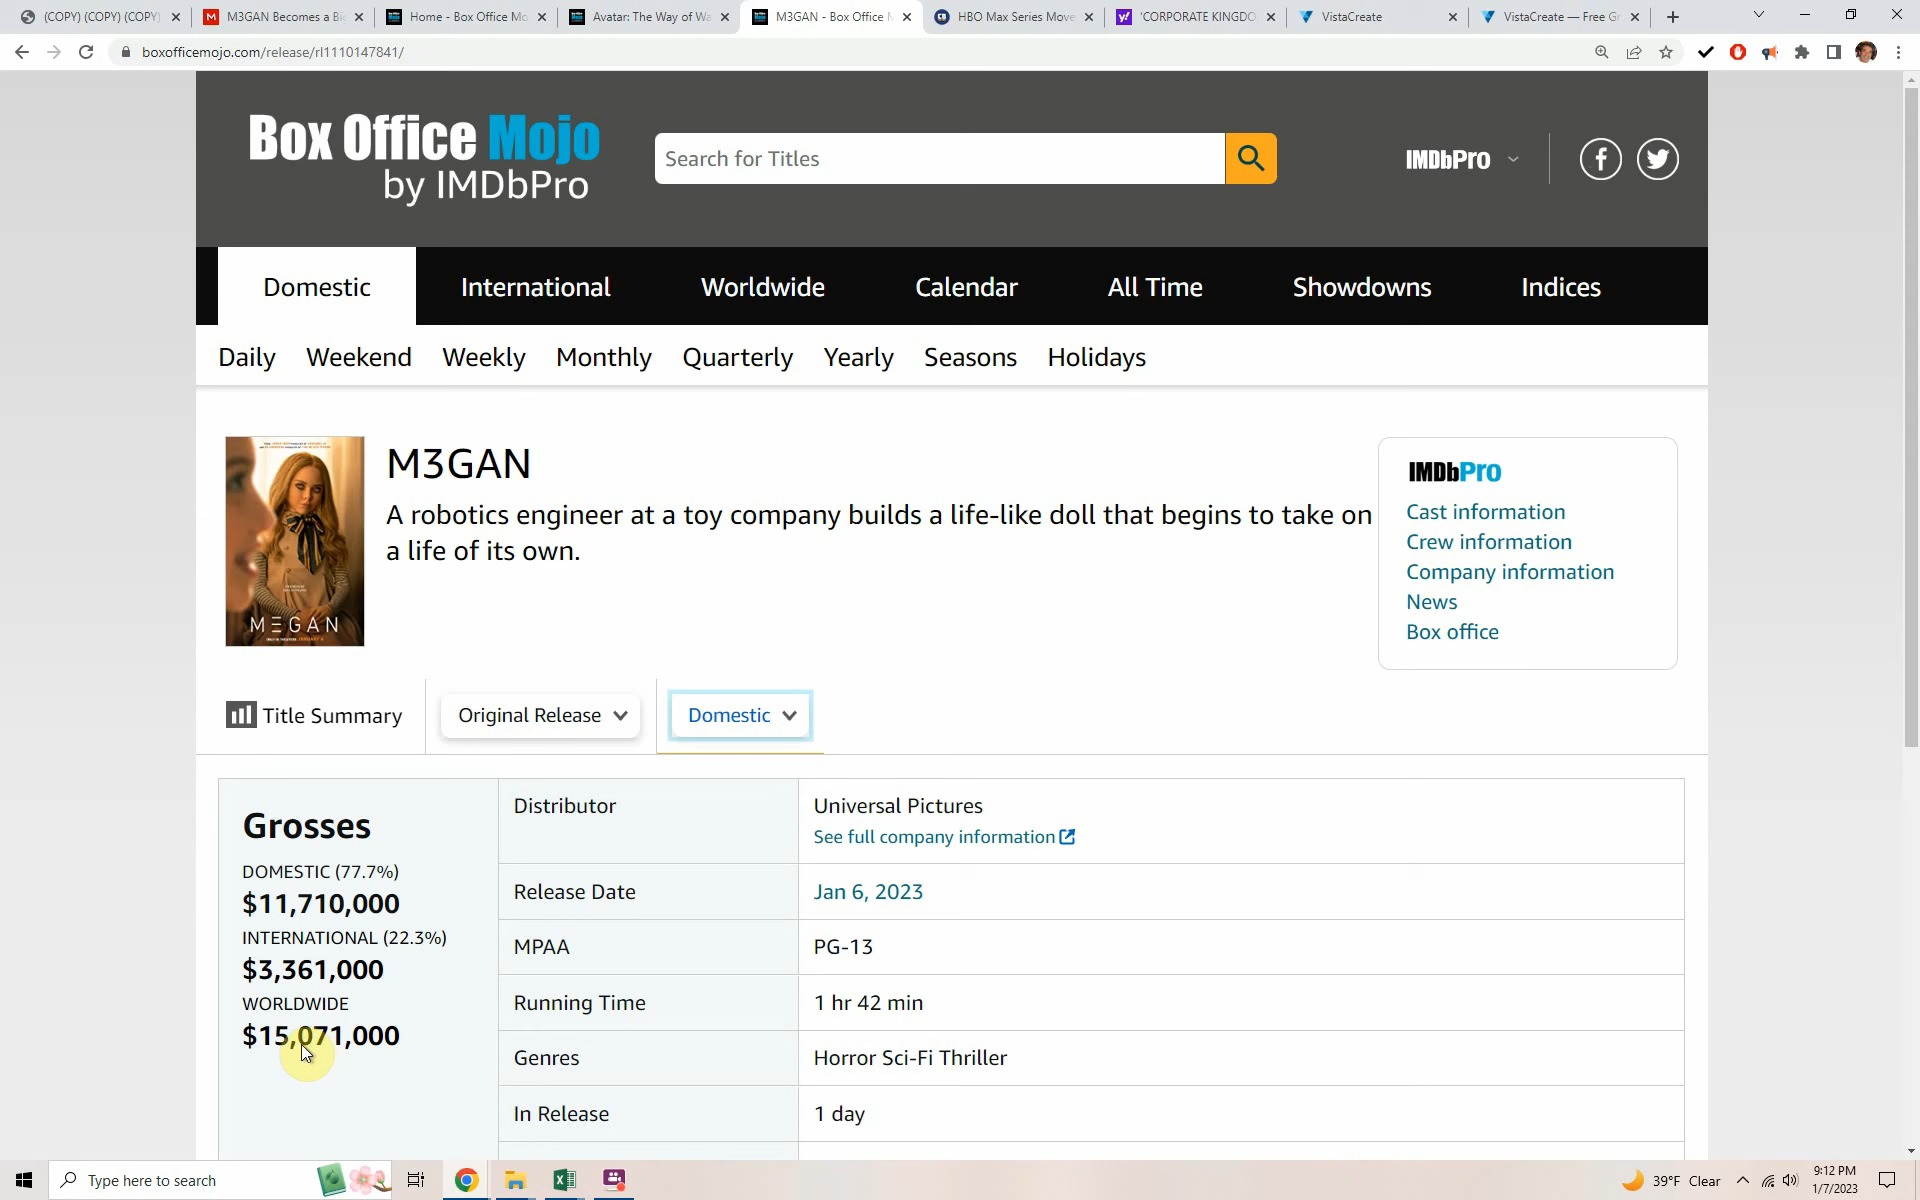 (COPY) (COPY) (COPY)
M3GAN Becomes a Bi
Home - Box Office Mo
Avatar: The Way of Wa
M3GAN - Box Office M
HBO Max Series Move
'CORPORATE KINGDO
VistaCreate
VistaCreate — Free Gr
boxofficemojo.com/release/rl1110147841/
Box Office Mojo
by IMDbPro
Search for Titles
IMDbPro
Domestic
International
Worldwide
Calendar
All Time
Showdowns
Indices
Daily
Weekend
Weekly
Monthly
Quarterly
Yearly
Seasons
Holidays
M3GAN
A robotics engineer at a toy company builds a life-like doll that begins to take on
a life of its own.
MEGAN
IMDbPro
Cast information
Crew information
Company information
News
Box office
Title Summary
Original Release
Domestic
Grosses
DOMESTIC (77.7%)
$11,710,000
INTERNATIONAL (22.3%)
$3,361,000
WORLDWIDE
$15,071,000
Distributor
Universal Pictures
See full company information
Release Date
Jan 6, 2023
MPAA
PG-13
Running Time
1 hr 42 min
Genres
Horror Sci-Fi Thriller
In Release
1 day
Type here to search
39°F Clear
9:12 PM
1/7/2023